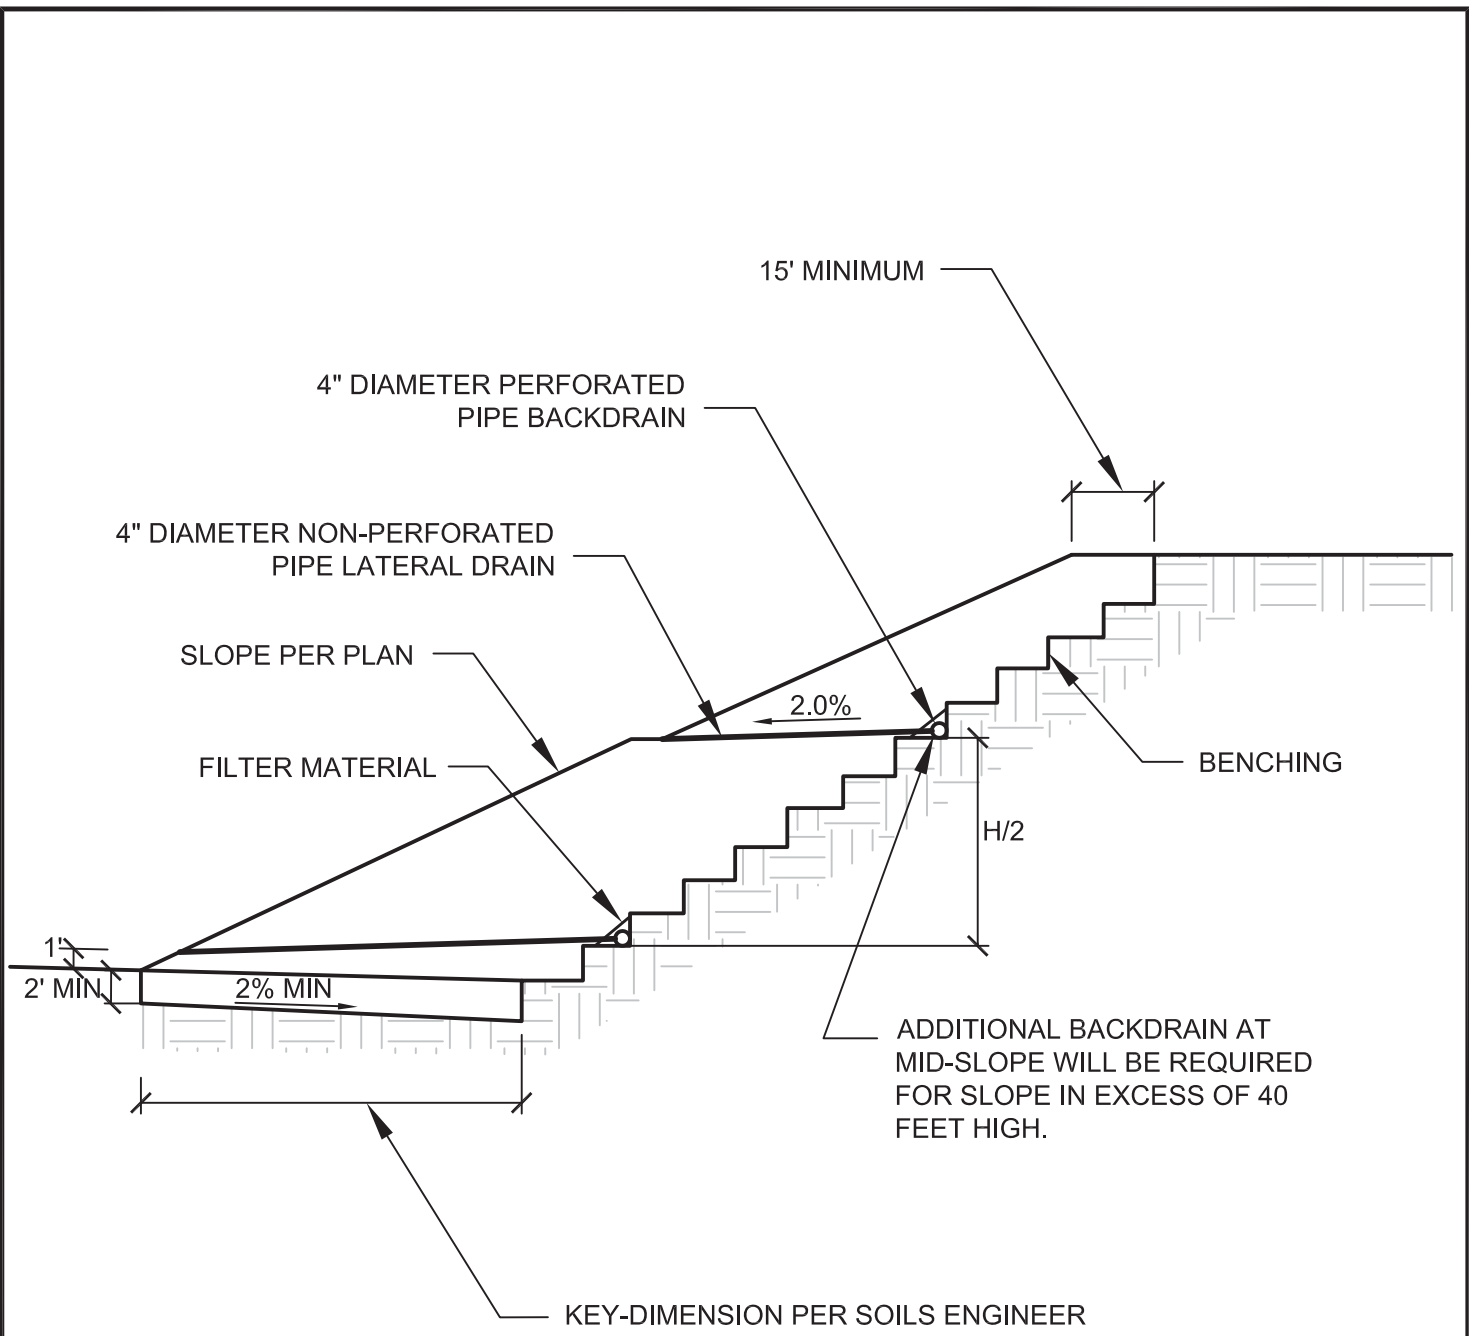 15' MINIMUM
4" DIAMETER PERFORATED
PIPE BACKDRAIN
4" DIAMETER NON-PERFORATED
PIPE LATERAL DRAIN
SLOPE PER PLAN
2.0%
FILTER MATERIAL
BENCHING
H/2
1'
2' MIN
2% MIN
ADDITIONAL BACKDRAIN AT
MID-SLOPE WILL BE REQUIRED
FOR SLOPE IN EXCESS OF 40
FEET HIGH.
KEY-DIMENSION PER SOILS ENGINEER